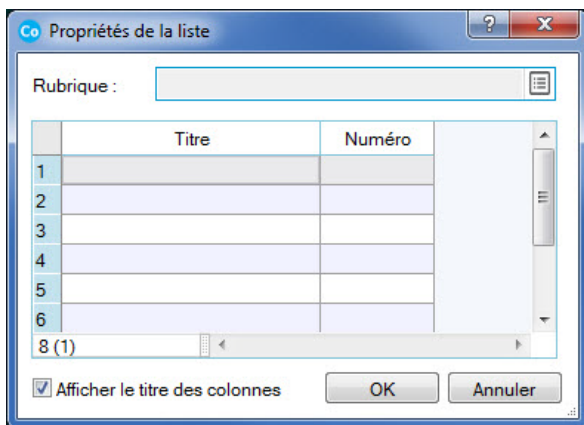 Co Propriétés de la liste ? X
Rubrique :
Titre Numéro
1
2
3
4
5
6
8 (1)
Afficher le titre des colonnes OK Annuler